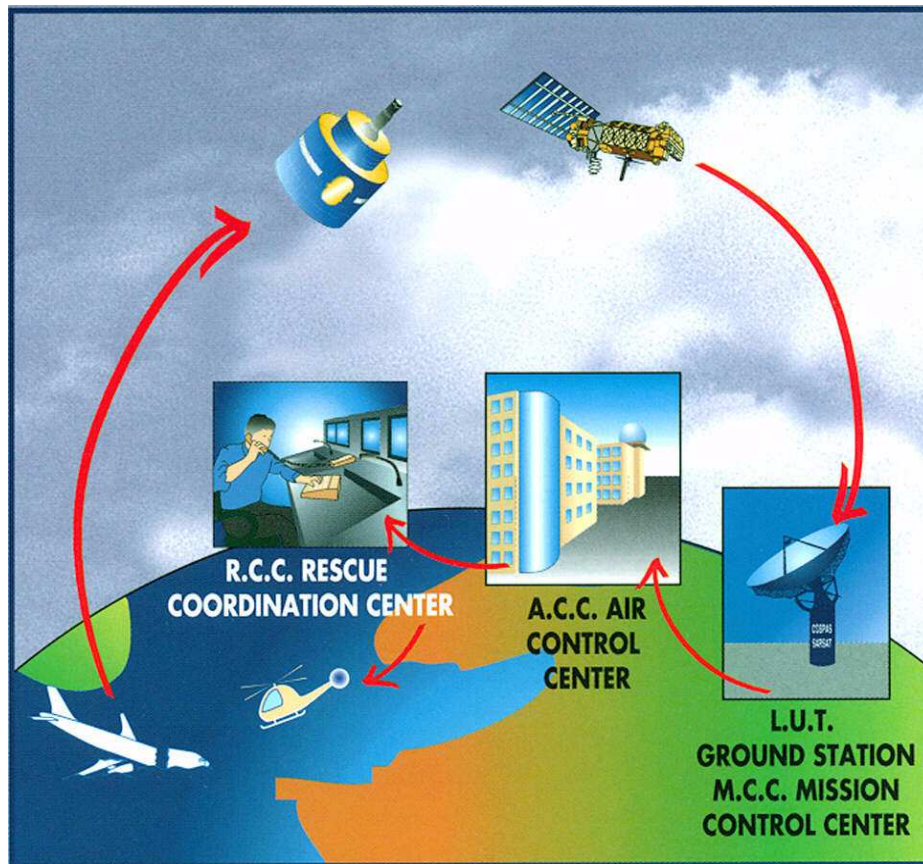 R.C.C. RESCUE
COORDINATION CENTER
A.C.C. AIR
CONTROL
CENTER
COSPAS
SARSAT
L.U.T.
GROUND STATION
M.C.C. MISSION
CONTROL CENTER